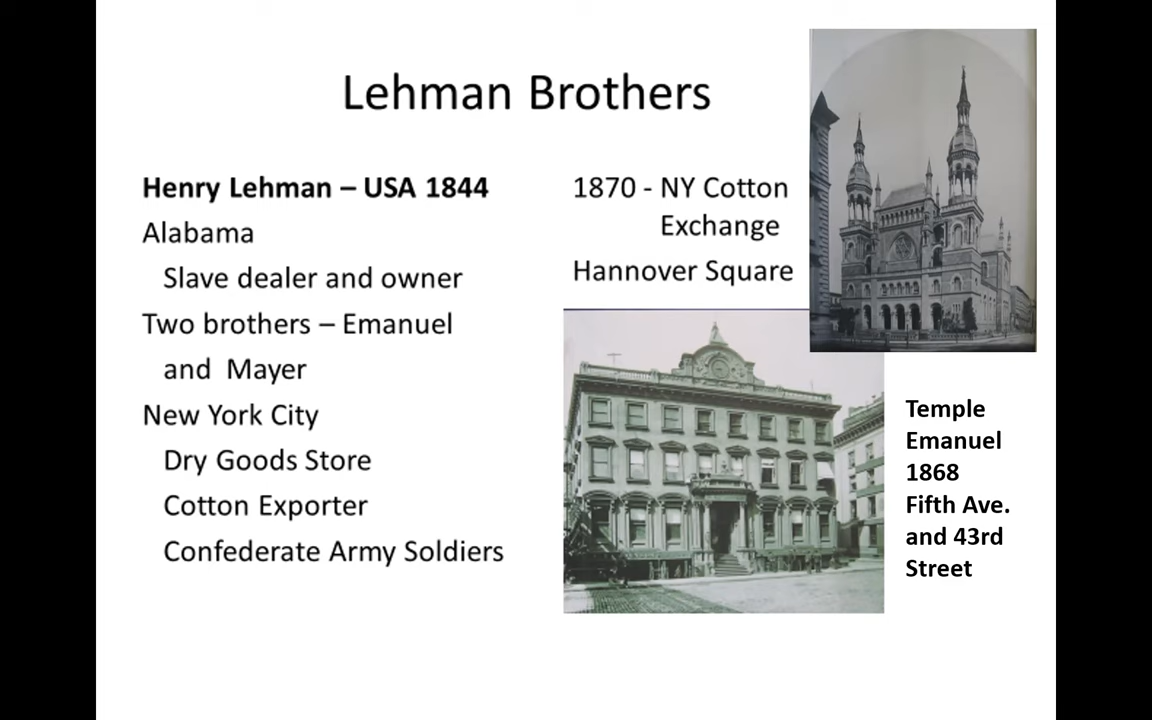 Lehman Brothers
Henry Lehman – USA 1844
Alabama
Slave dealer and owner
Two brothers – Emanuel
and Mayer
New York City
Dry Goods Store
Cotton Exporter
Confederate Army Soldiers
1870 - NY Cotton
Exchange
Hannover Square
Temple
Emanuel
1868
Fifth Ave.
and 43rd
Street